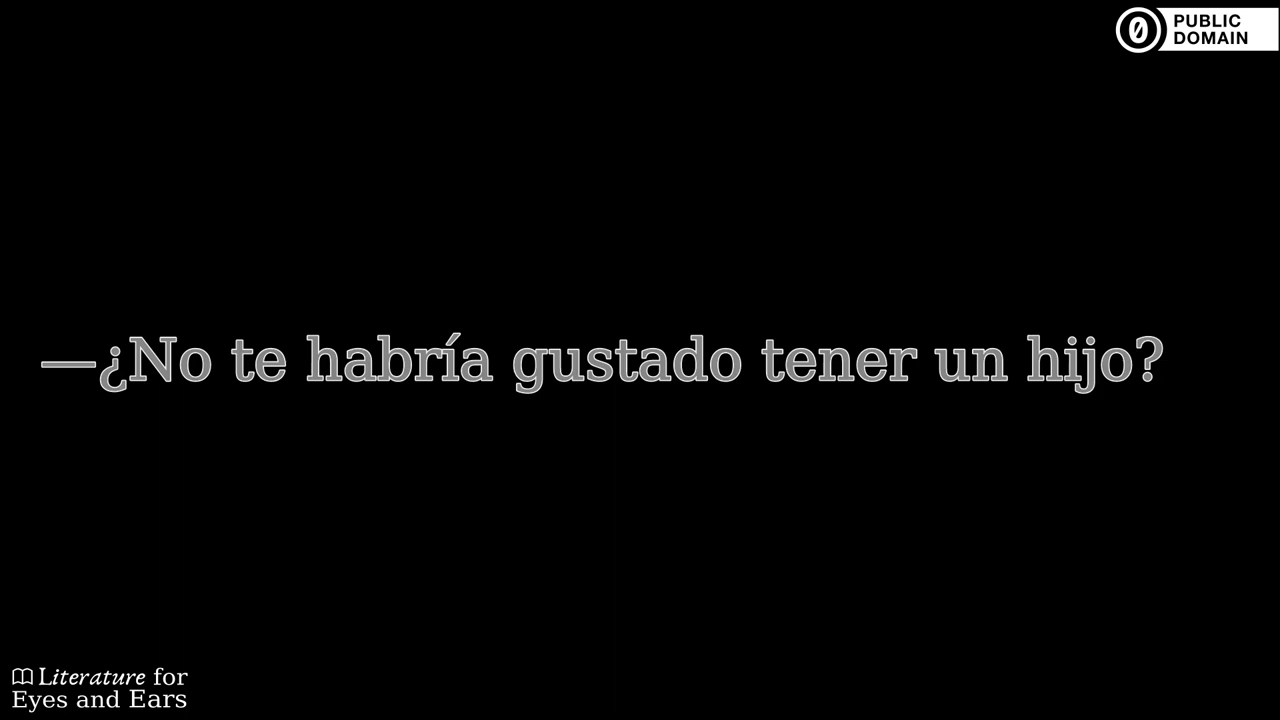 PUBLIC
DOMAIN
—¿No te habría gustado tener un hijo?
Literature for
Eyes and Ears